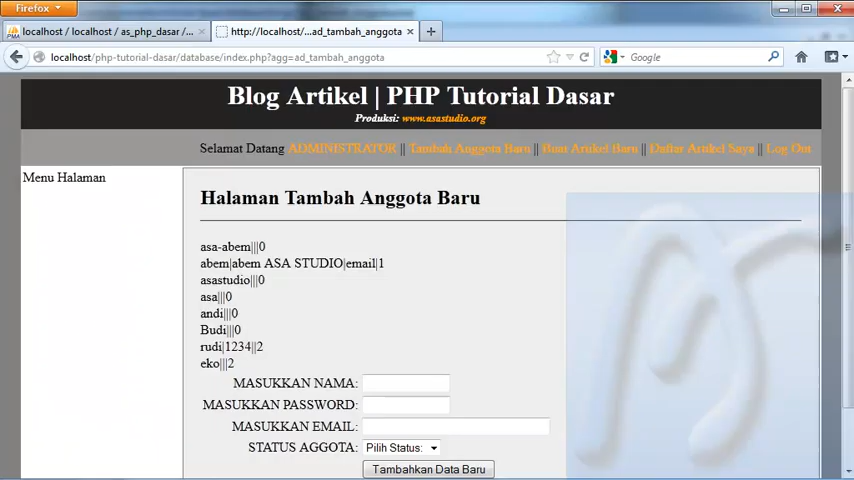 Firefox
localhost / localhost / as_php_dasar /...
http://localhost/...ad_tambah_anggota
localhost/php-tutorial-dasar/database/index.php?agg=ad_tambah_anggota
Google
Blog Artikel | PHP Tutorial Dasar
Produksi: www.asastudio.org
Selamat Datang ADMINISTRATOR || Tambah Anggota Baru || Buat Artikel Baru || Daftar Artikel Saya || Log Out
Menu Halaman
Halaman Tambah Anggota Baru
asa-abem|||0
abem|abem ASA STUDIO|email|1
asastudio|||0
asa|||0
andi|||0
Budi|||0
rudi|1234||2
eko|||2
MASUKKAN NAMA:
MASUKKAN PASSWORD:
MASUKKAN EMAIL:
STATUS AGGOTA: Pilih Status:
Tambahkan Data Baru